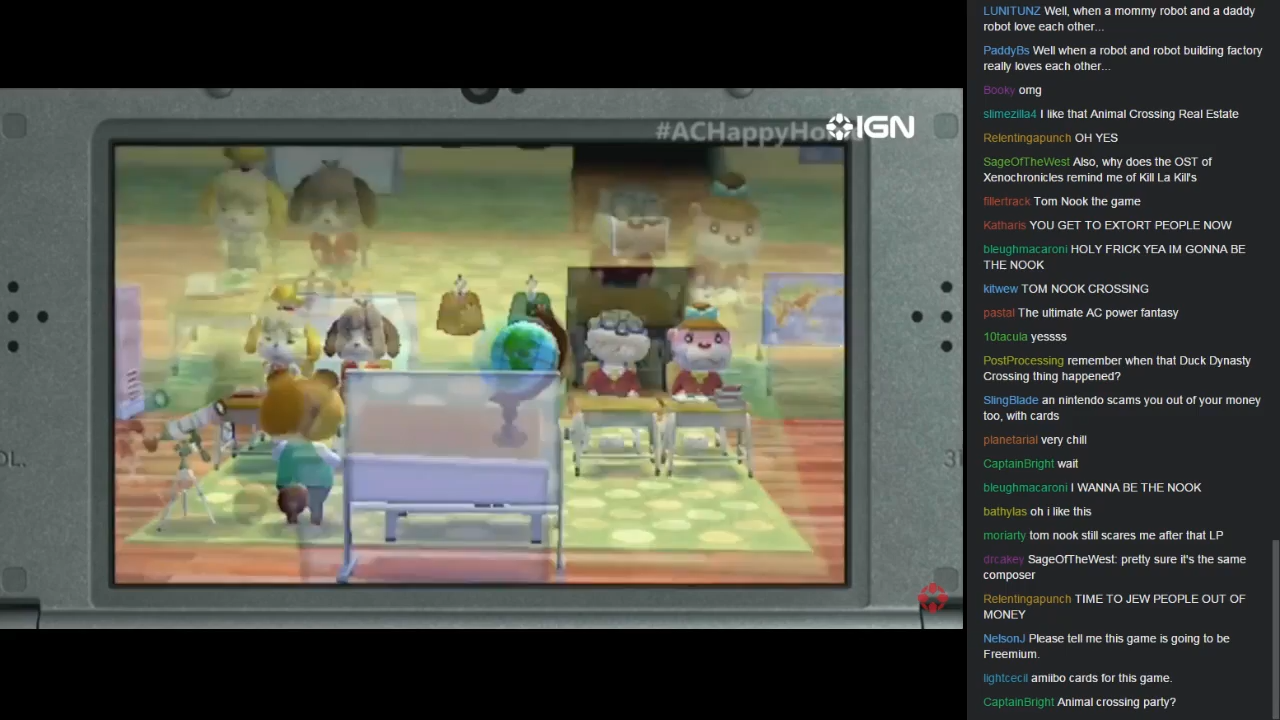 #ACHappyHo
IGN
OL.
3
LUNITUNZ Well, when a mommy robot and a daddy
robot love each other...
PaddyBs Well when a robot and robot building factory
really loves each other...
Booky omg
slimezilla4 I like that Animal Crossing Real Estate
Relentingapunch OH YES
SageOfTheWest Also, why does the OST of
Xenochronicles remind me of Kill La Kill's
fillertrack Tom Nook the game
Katharis YOU GET TO EXTORT PEOPLE NOW
bleughmacaroni HOLY FRICK YEA IM GONNA BE
THE NOOK
kitwew TOM NOOK CROSSING
pastal The ultimate AC power fantasy
10tacula yessss
PostProcessing remember when that Duck Dynasty
Crossing thing happened?
SlingBlade an nintendo scams you out of your money
too, with cards
planetarial very chill
CaptainBright wait
bleughmacaroni I WANNA BE THE NOOK
bathylas oh i like this
moriarty tom nook still scares me after that LP
drcakey SageOfTheWest: pretty sure it's the same
composer
Relentingapunch TIME TO JEW PEOPLE OUT OF
MONEY
NelsonJ Please tell me this game is going to be
Freemium.
lightcecil amiibo cards for this game.
CaptainBright Animal crossing party?